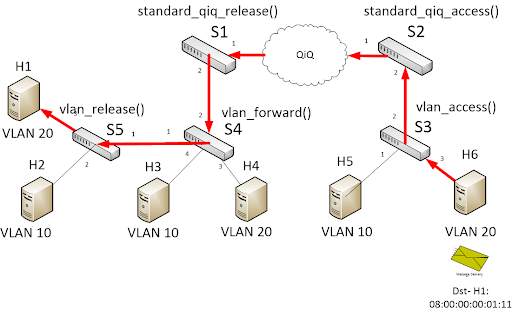 standard_qiq_release()
standard_qiq_access()
S1
S2
1
QiQ
1
H1
2
2
vlan_release()
vlan_forward()
vlan_access()
VLAN 20
S5
S4
S3
2
2
1
1
2
4
3
1
3
H2
H3
H4
H5
H6
VLAN 10
VLAN 10
VLAN 20
VLAN 10
VLAN 20
Message Delivery
Dst- H1:
08:00:00:00:01:11